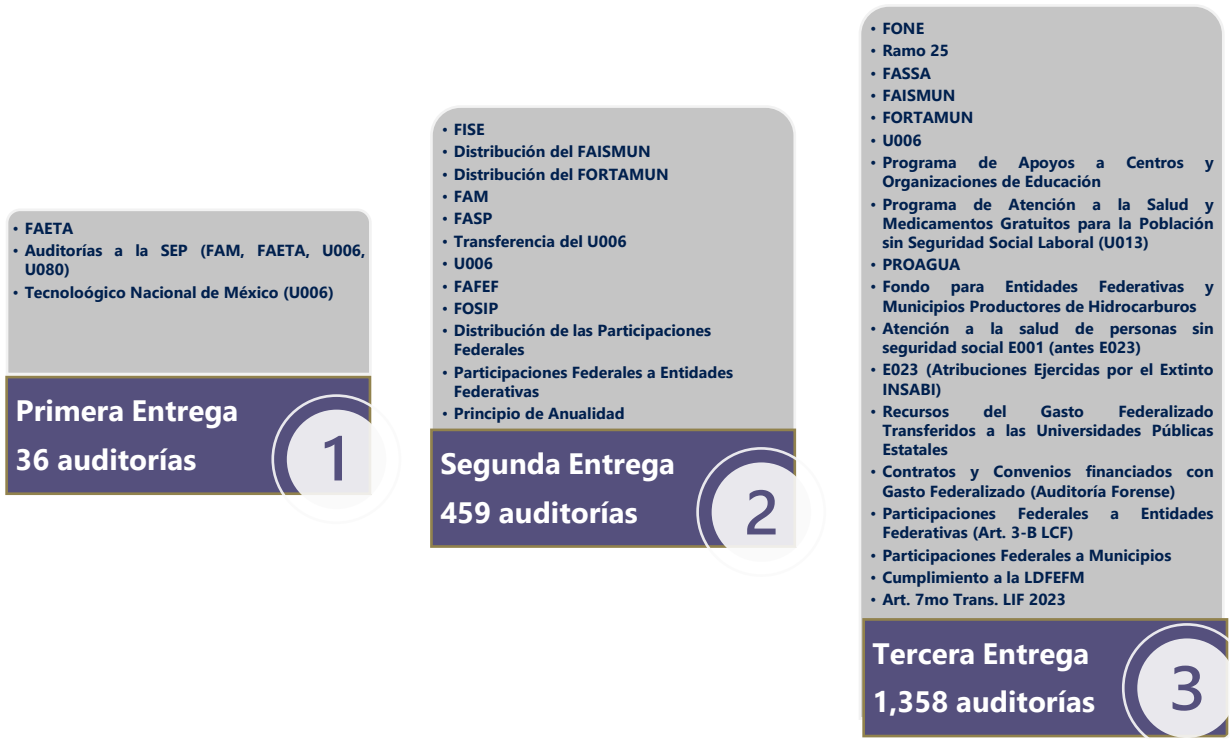 • FAETA
• Auditorías a la SEP (FAM, FAETA, U006,
U080)
• Tecnoloógico Nacional de México (U006)
Primera Entrega
36 auditorías
1
• FISE
• Distribución del FAISMUN
• Distribución del FORTAMUN
• FAM
• FASP
• Transferencia del U006
• U006
• FAFEF
• FOSIP
• Distribución de las Participaciones
Federales
• Participaciones Federales a Entidades
Federativas
• Principio de Anualidad
Segunda Entrega
459 auditorías
2
• FONE
• Ramo 25
• FASSA
• FAISMUN
• FORTAMUN
• U006
• Programa de Apoyos a Centros y
Organizaciones de Educación
• Programa de Atención a la Salud y
Medicamentos Gratuitos para la Población
sin Seguridad Social Laboral (U013)
• PROAGUA
• Fondo para Entidades Federativas y
Municipios Productores de Hidrocarburos
• Atención a la salud de personas sin
seguridad social E001 (antes E023)
• E023 (Atribuciones Ejercidas por el Extinto
INSABI)
• Recursos del Gasto Federalizado
Transferidos a las Universidades Públicas
Estatales
• Contratos y Convenios financiados con
Gasto Federalizado (Auditoría Forense)
• Participaciones Federales a Entidades
Federativas (Art. 3-B LCF)
• Participaciones Federales a Municipios
• Cumplimiento a la LDFEFM
• Art. 7mo Trans. LIF 2023
Tercera Entrega
1,358 auditorías
3